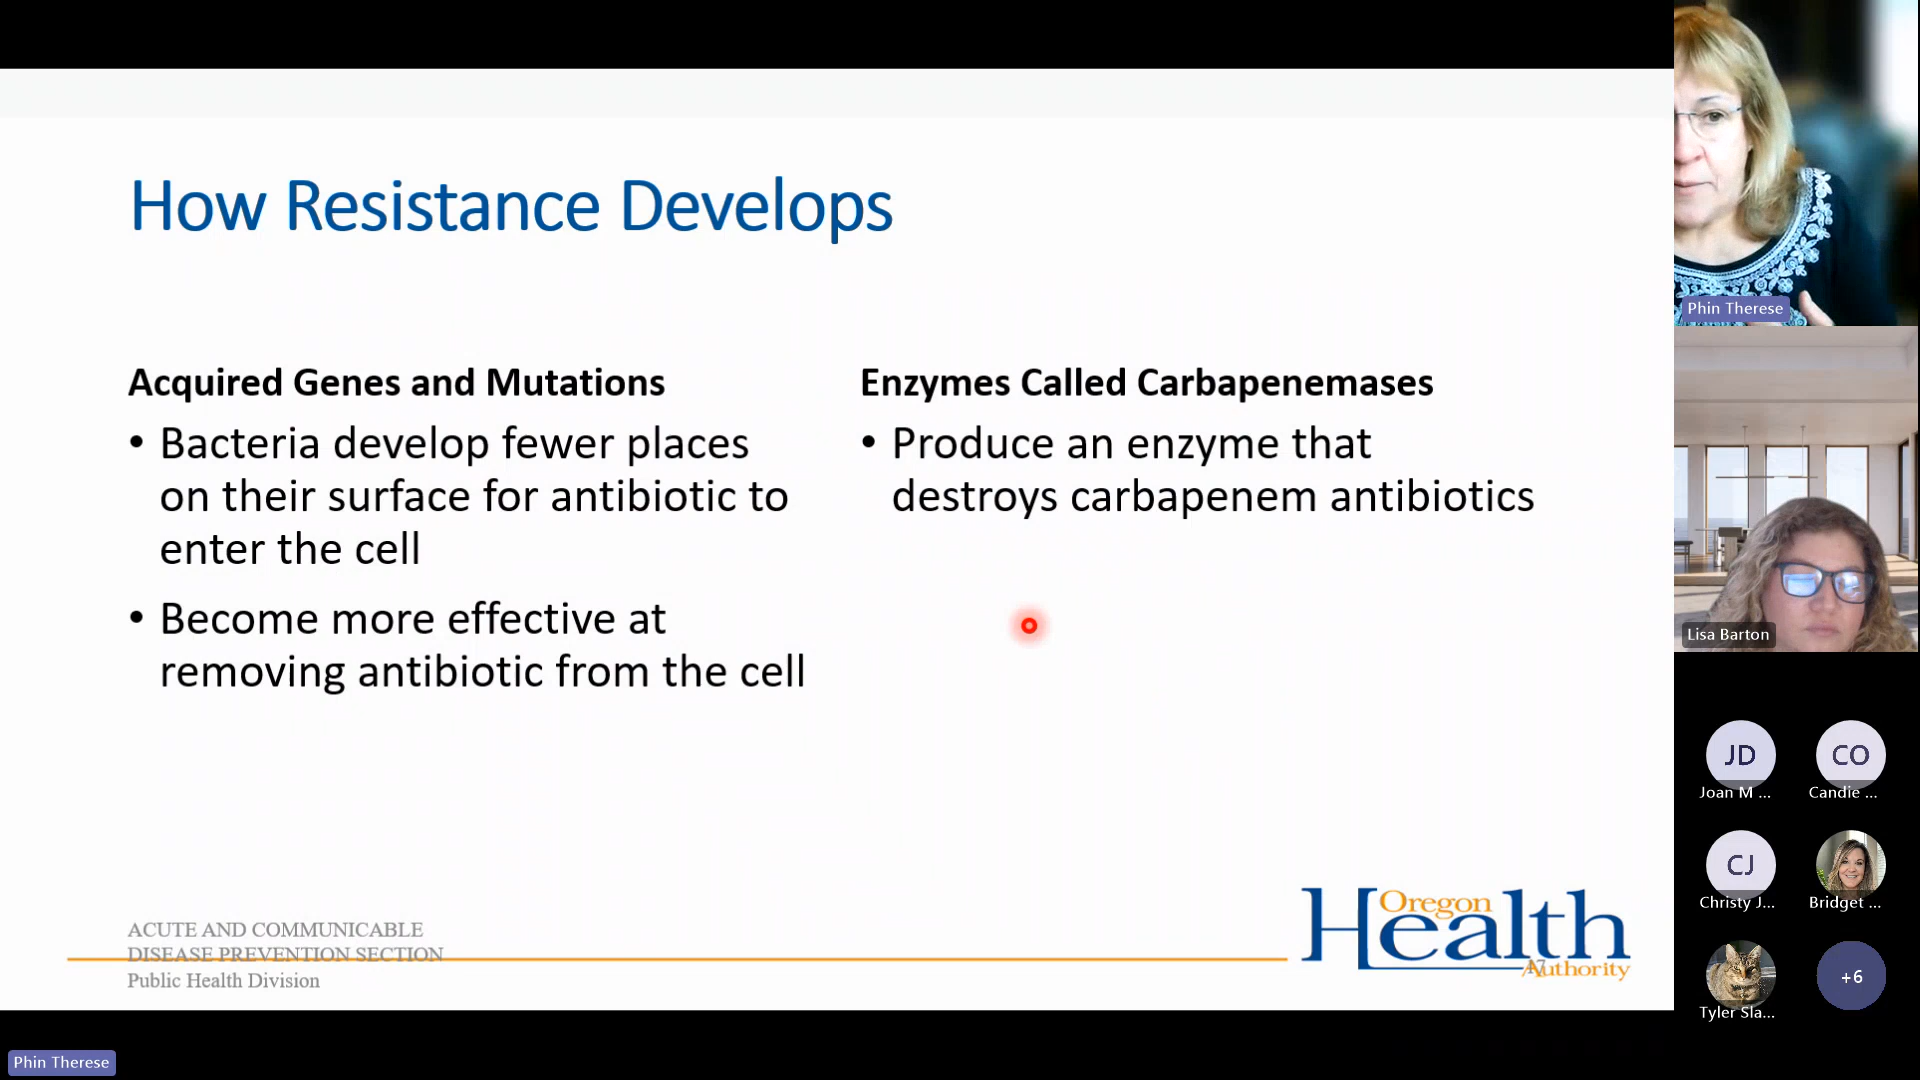 How Resistance Develops
Acquired Genes and Mutations
• Bacteria develop fewer places
on their surface for antibiotic to
enter the cell
• Become more effective at
removing antibiotic from the cell
Enzymes Called Carbapenemases
• Produce an enzyme that
destroys carbapenem antibiotics
ACUTE AND COMMUNICABLE
DISEASE PREVENTION SECTION
Public Health Division
Oregon
Health
Authority
17
Phin Therese
Lisa Barton
JD
Joan M ...
CO
Candie ...
CJ
Christy J...
Bridget ...
Tyler Sla...
+6
Phin Therese